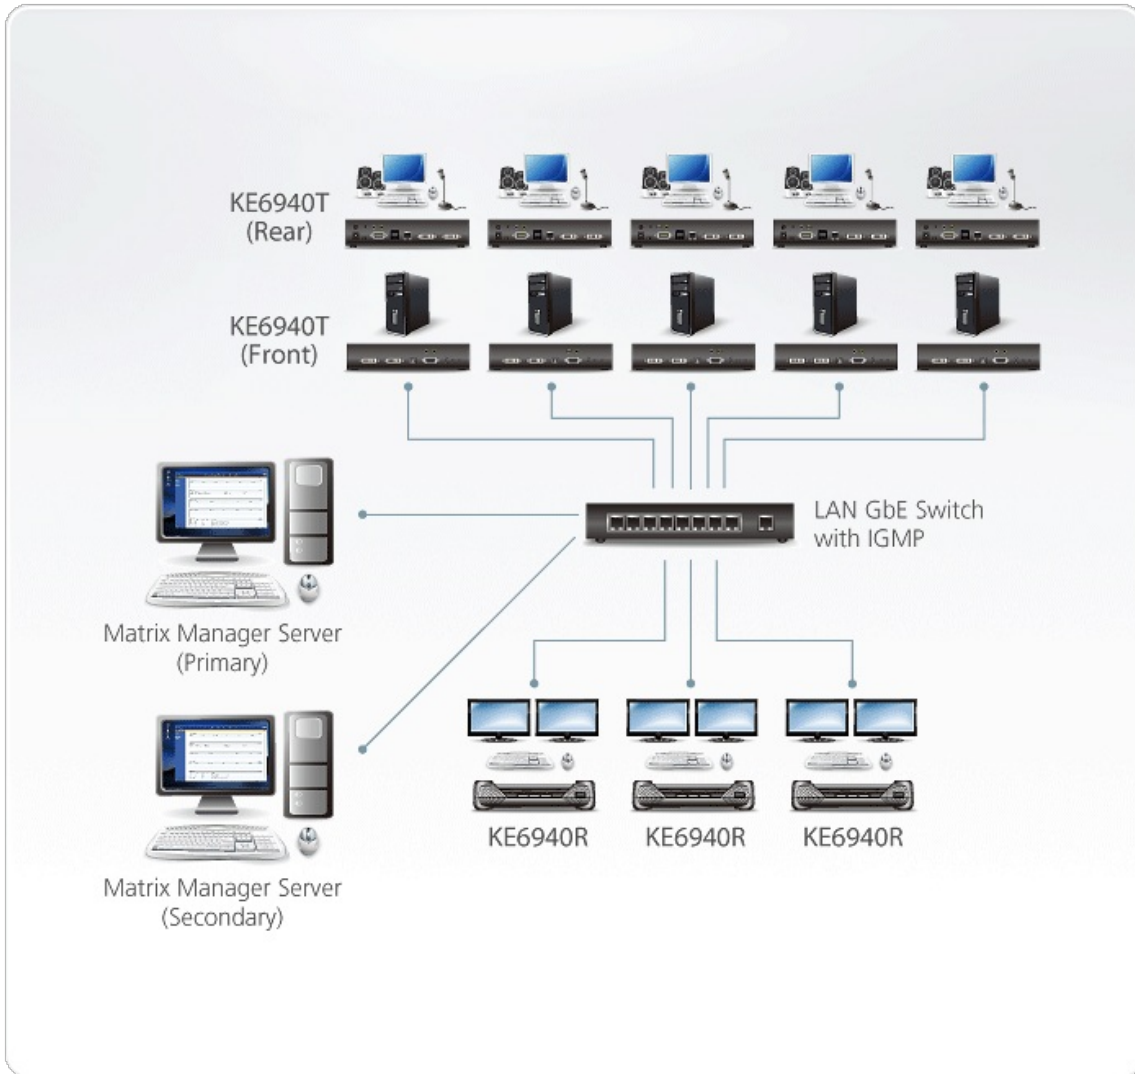 KE6940T
(Rear)
KE6940T
(Front)
LAN GbE Switch
with IGMP
Matrix Manager Server
(Primary)
KE6940R
KE6940R
KE6940R
Matrix Manager Server
(Secondary)